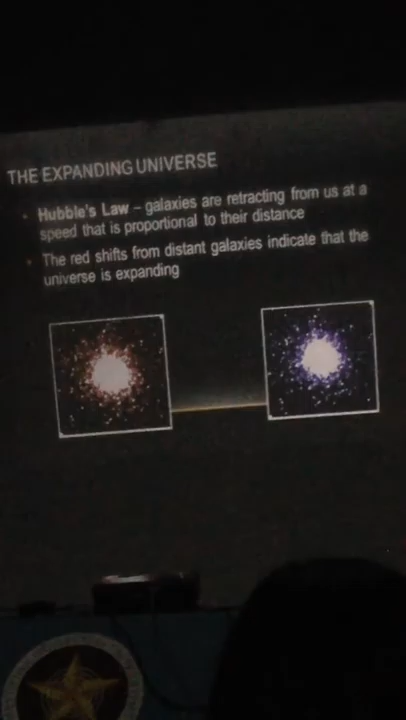 THE EXPANDING UNIVERSE
Hubble's Law – galaxies are retracting from us at a
speed that is proportional to their distance
The red shifts from distant galaxies indicate that the
universe is expanding